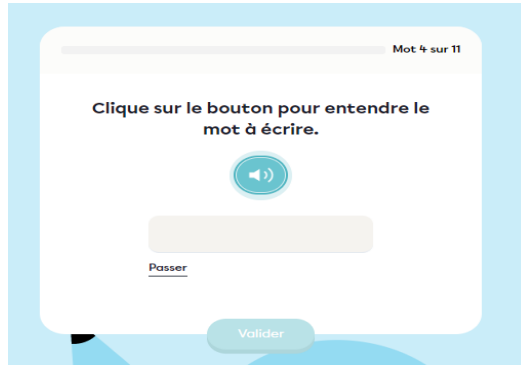 Mot 4 sur 11
Clique sur le bouton pour entendre le
mot à écrire.
Passer
Valider